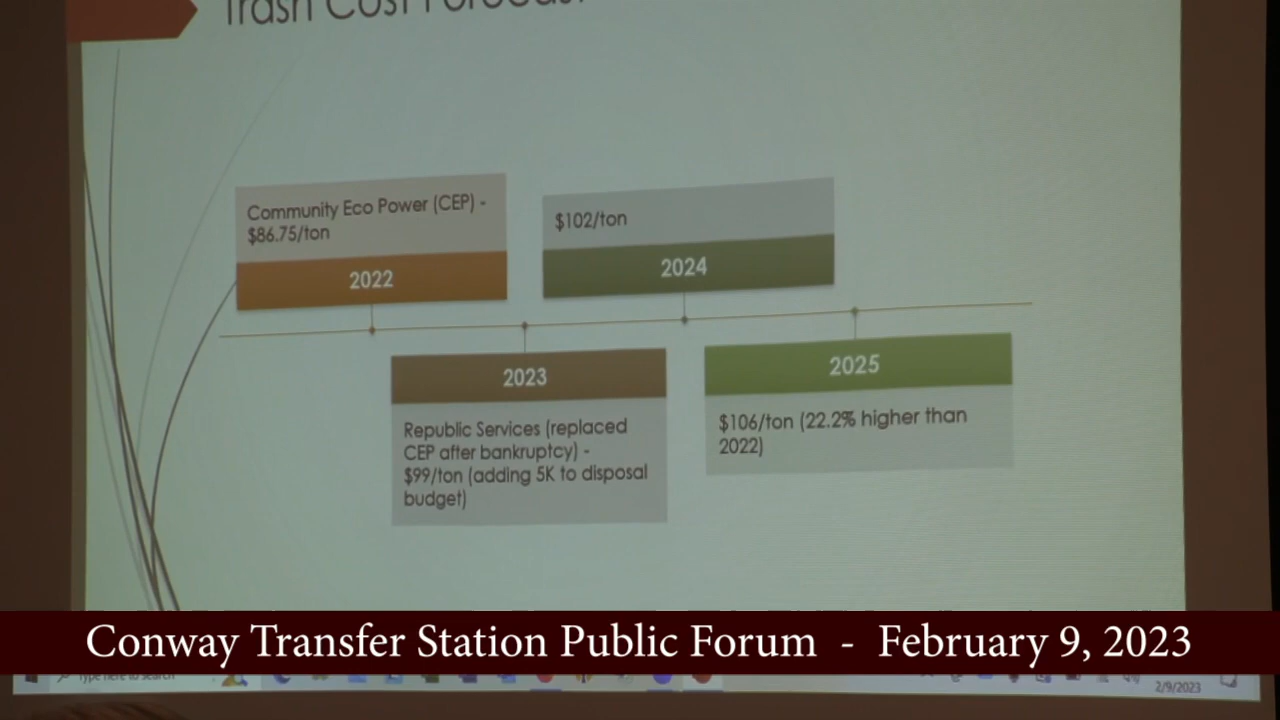 Trash Cost Forecast
Community Eco Power (CEP) -
$86.75/ton
2022
$102/ton
2024
2023
Republic Services (replaced
CEP after bankruptcy) -
$99/ton (adding 5K to disposal
budget)
2025
$106/ton (22.2% higher than
2022)
Conway Transfer Station Public Forum - February 9, 2023
Type here to search
2/9/2023